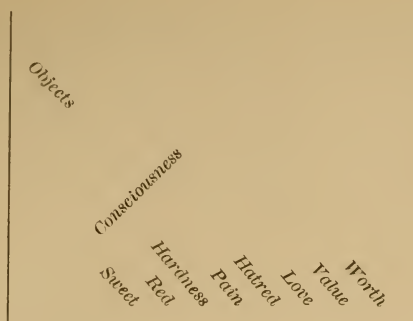 Objects
Consciousness
Sweet
Red
Hardness
Pain
Hatred
Love
Value
Worth